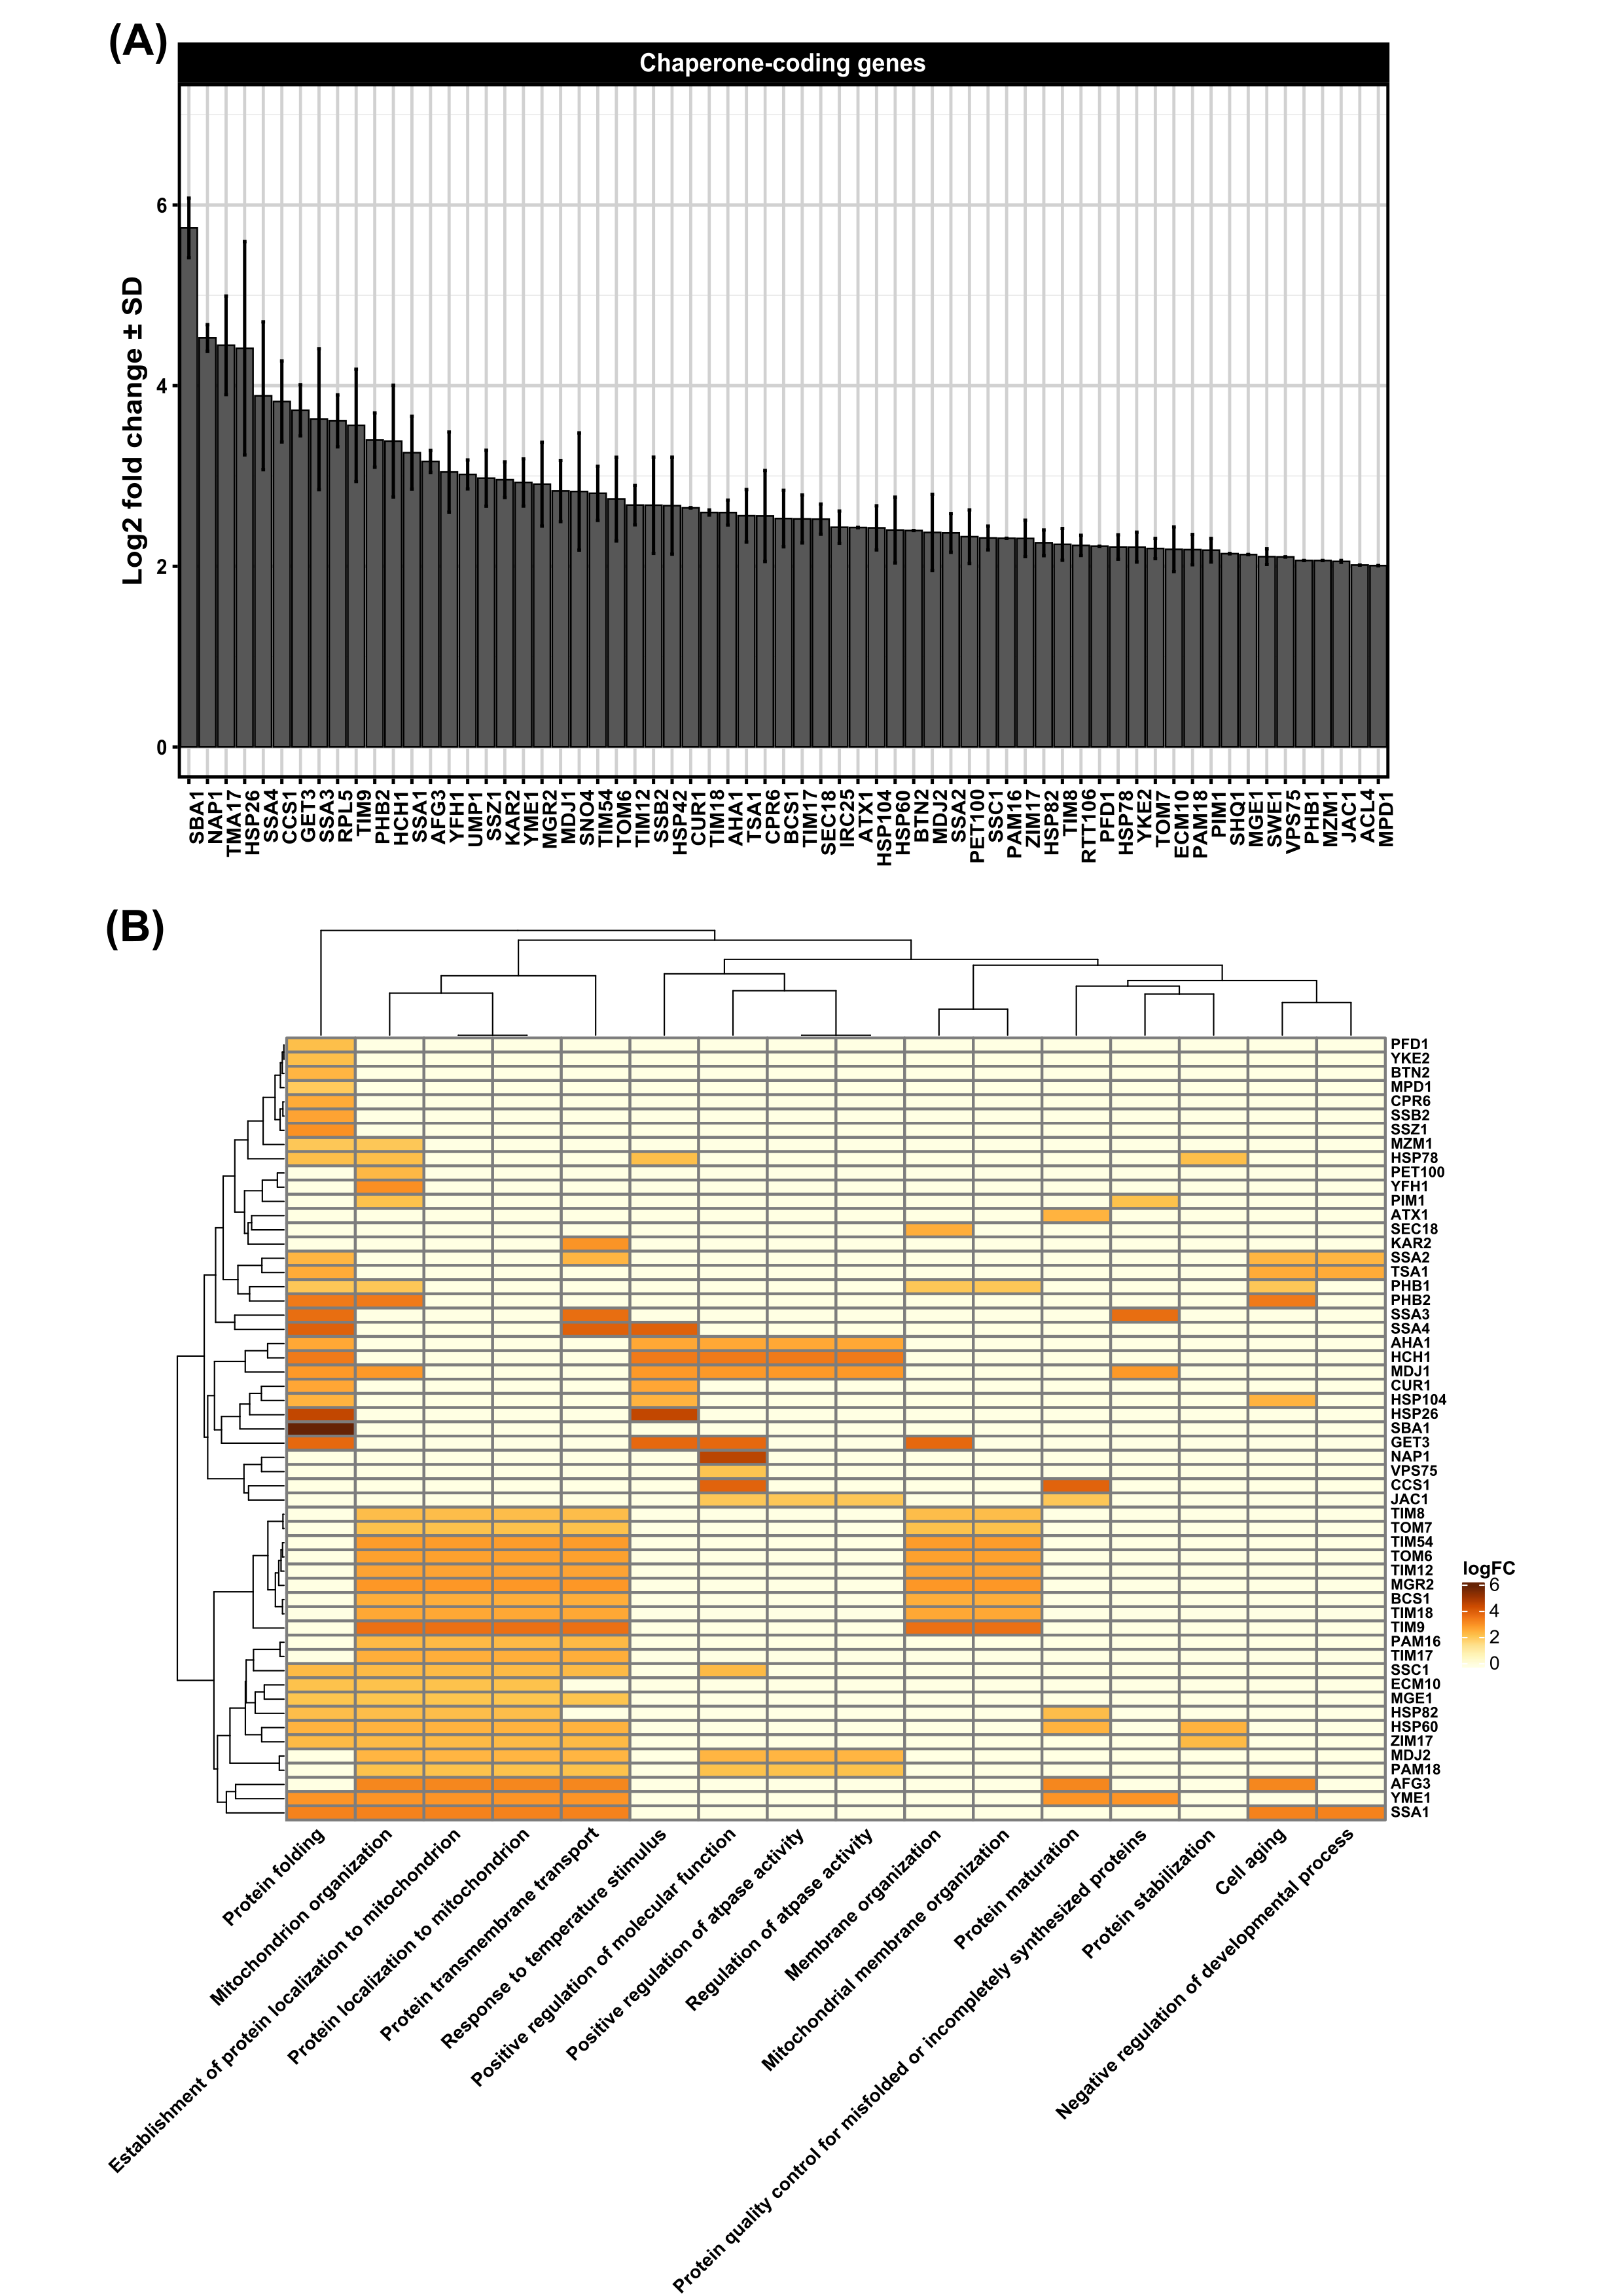 (A)
Chaperone-coding genes
Log2 fold change ± SD
6
4
2
0
SBA1
NAP1
TMA17
HSP26
SSA4
CCS1
GET3
SSA3
RPL5
TIM9
PHB2
HCH1
SSA1
AFG3
YFH1
UMP1
SSZ1
KAR2
YME1
MGR2
MDJ1
SNO4
TIM54
TOM6
TIM12
SSB2
HSP42
CUR1
TIM18
AHA1
TSA1
CPR6
BCS1
TIM17
SEC18
IRC25
ATX1
HSP104
HSP60
BTN2
MDJ2
SSA2
PET100
SSC1
PAM16
ZIM17
HSP82
TIM8
RTT106
PFD1
HSP78
YKE2
TOM7
ECM10
PAM18
PIM1
SHQ1
MGE1
SWE1
VPS75
PHB1
MZM1
JAC1
ACL4
MPD1
(B)
PFD1
YKE2
BTN2
MPD1
CPR6
SSB2
SSZ1
MZM1
HSP78
PET100
YFH1
PIM1
ATX1
SEC18
KAR2
SSA2
TSA1
PHB1
PHB2
SSA3
SSA4
AHA1
HCH1
MDJ1
CUR1
HSP104
HSP26
SBA1
GET3
NAP1
VPS75
CCS1
JAC1
TIM8
TOM7
TIM54
TOM6
TIM12
MGR2
BCS1
TIM18
TIM9
PAM16
TIM17
SSC1
ECM10
MGE1
HSP82
HSP60
ZIM17
MDJ2
PAM18
AFG3
YME1
SSA1
logFC
6
4
2
0
Protein folding
Mitochondrion organization
Establishment of protein localization to mitochondrion
Protein localization to mitochondrion
Protein transmembrane transport
Response to temperature stimulus
Positive regulation of molecular function
Positive regulation of atpase activity
Regulation of atpase activity
Membrane organization
Mitochondrial membrane organization
Protein maturation
Protein quality control for misfolded or incompletely synthesized proteins
Protein stabilization
Cell aging
Negative regulation of developmental process